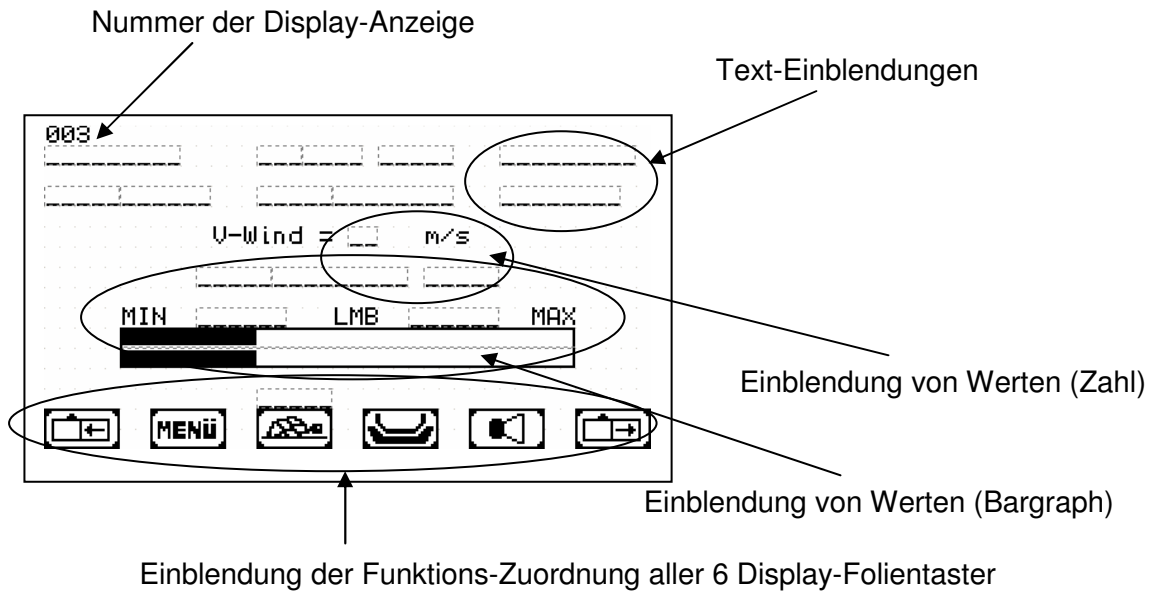 Nummer der Display-Anzeige
Text-Einblendungen
003
V-Wind = __ m/s
MIN LMB MAX
Einblendung von Werten (Zahl)
MENÜ
Einblendung von Werten (Bargraph)
Einblendung der Funktions-Zuordnung aller 6 Display-Folientaster